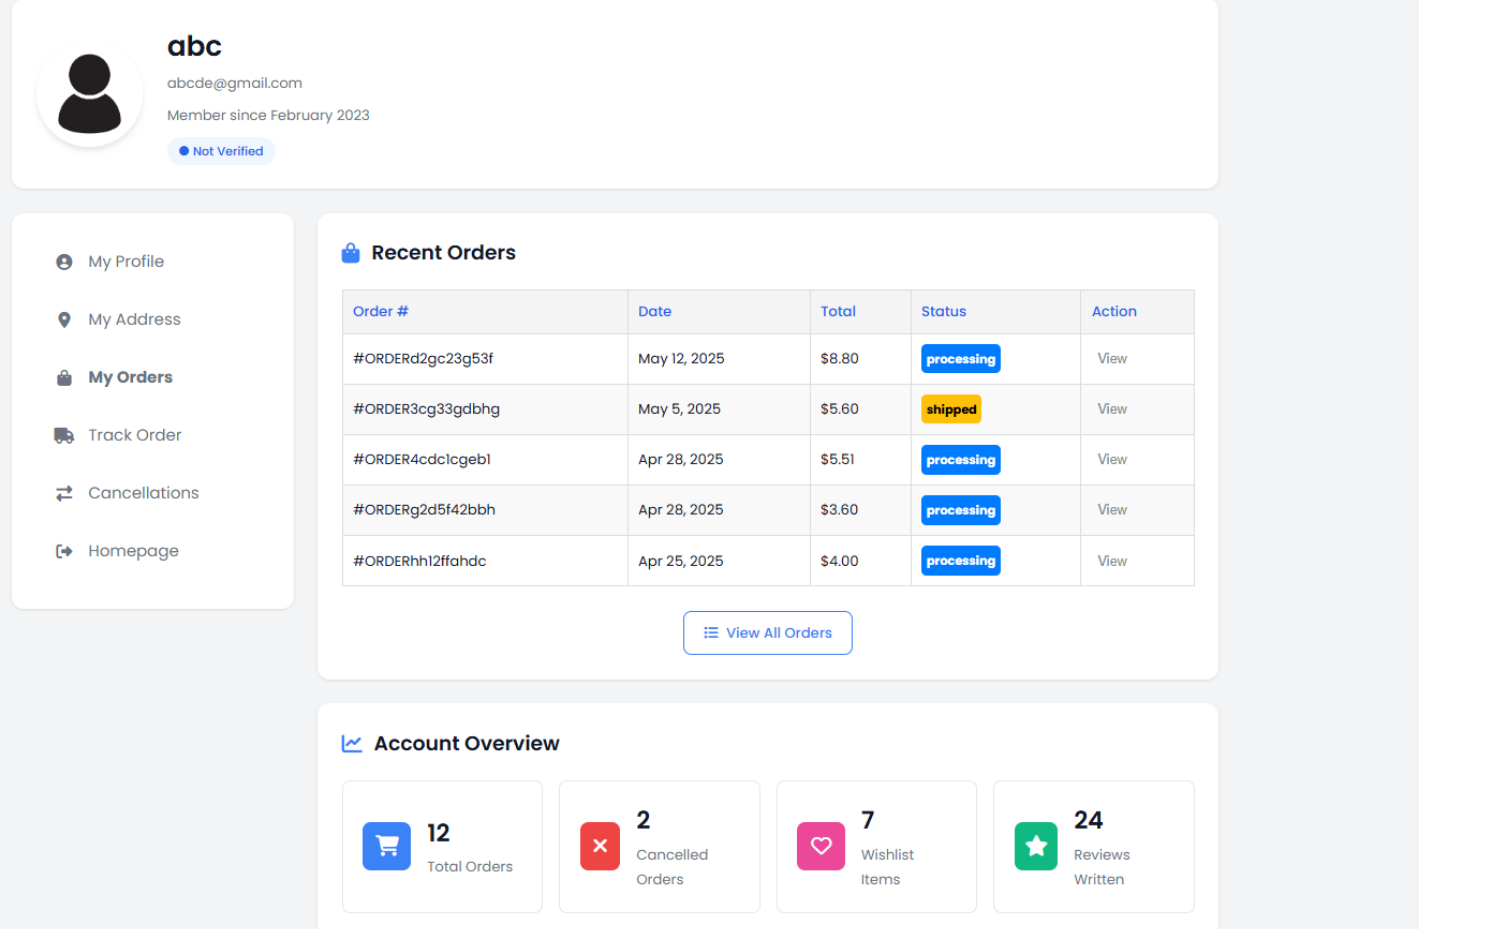 abc
abcde@gmail.com
Member since February 2023
Not Verified
My Profile
My Address
My Orders
Track Order
Cancellations
Homepage
Recent Orders
Order # Date Total Status Action
#ORDERd2gc23g53f May 12, 2025 $8.80 processing View
#ORDER3cg33gdbhg May 5, 2025 $5.60 shipped View
#ORDER4cdc1cgeb1 Apr 28, 2025 $5.51 processing View
#ORDERg2d5f42bbh Apr 28, 2025 $3.60 processing View
#ORDERhh12ffahdc Apr 25, 2025 $4.00 processing View
View All Orders
Account Overview
12
Total Orders
2
Cancelled
Orders
7
Wishlist
Items
24
Reviews
Written